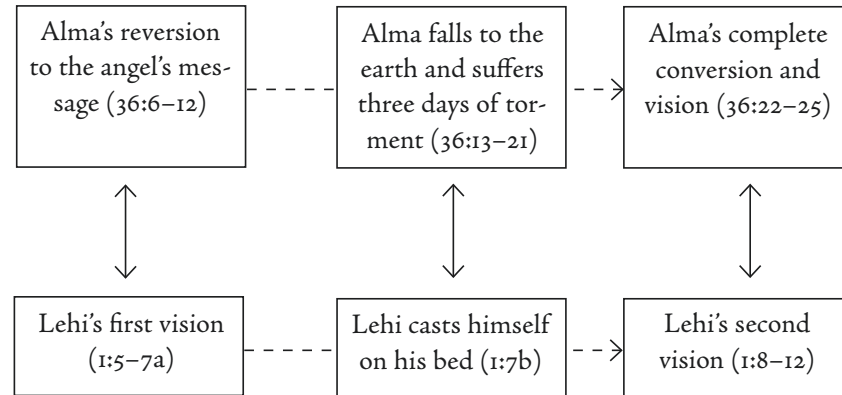 Alma’s reversion
to the angel’s mes-
sage (36:6–12)
Alma falls to the
earth and suffers
three days of tor-
ment (36:13–21)
Alma’s complete
conversion and
vision (36:22–25)
Lehi’s first vision
(1:5–7a)
Lehi casts himself
on his bed (1:7b)
Lehi’s second
vision (1:8–12)